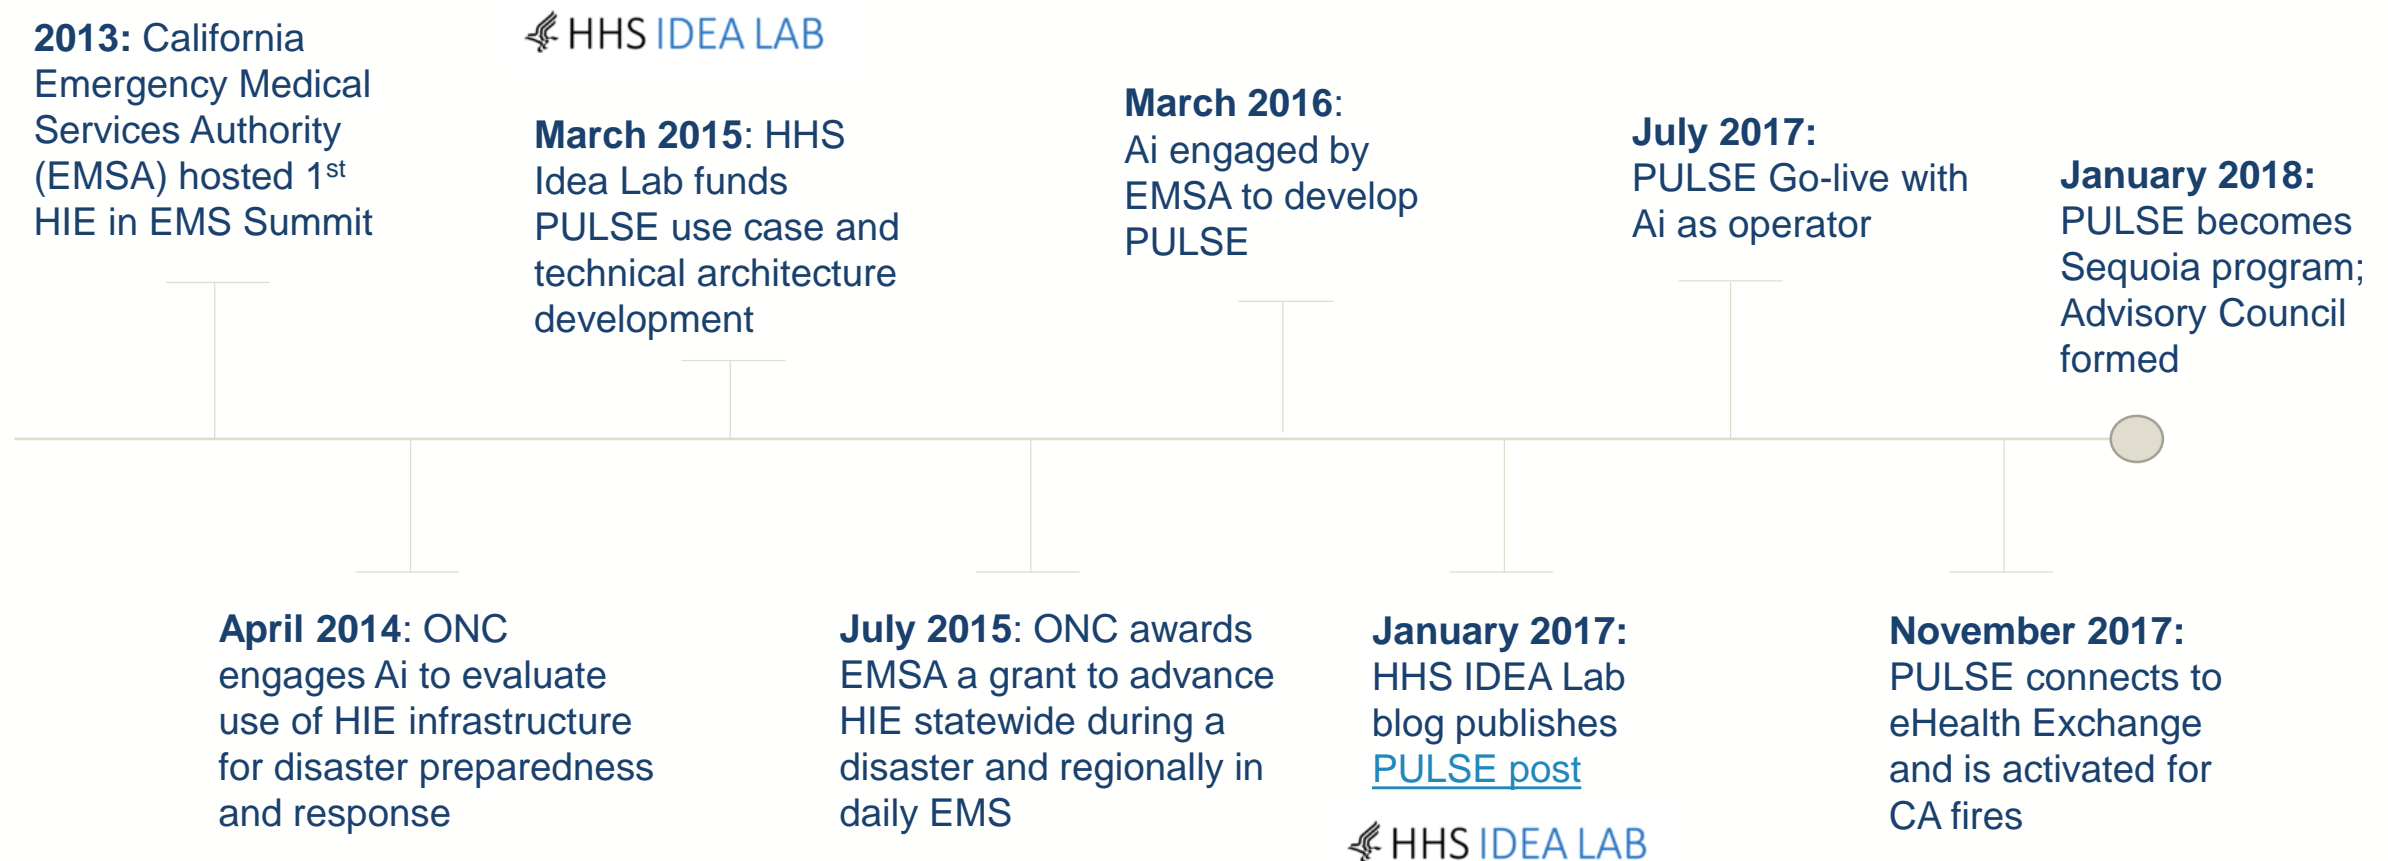 2013: California
Emergency Medical
Services Authority
(EMSA) hosted 1st
HIE in EMS Summit
HHS IDEA LAB
March 2015: HHS
Idea Lab funds
PULSE use case and
technical architecture
development
March 2016:
Ai engaged by
EMSA to develop
PULSE
July 2017:
PULSE Go-live with
Ai as operator
January 2018:
PULSE becomes
Sequoia program;
Advisory Council
formed
April 2014: ONC
engages Ai to evaluate
use of HIE infrastructure
for disaster preparedness
and response
July 2015: ONC awards
EMSA a grant to advance
HIE statewide during a
disaster and regionally in
daily EMS
January 2017:
HHS IDEA Lab
blog publishes
PULSE post
HHS IDEA LAB
November 2017:
PULSE connects to
eHealth Exchange
and is activated for
CA fires